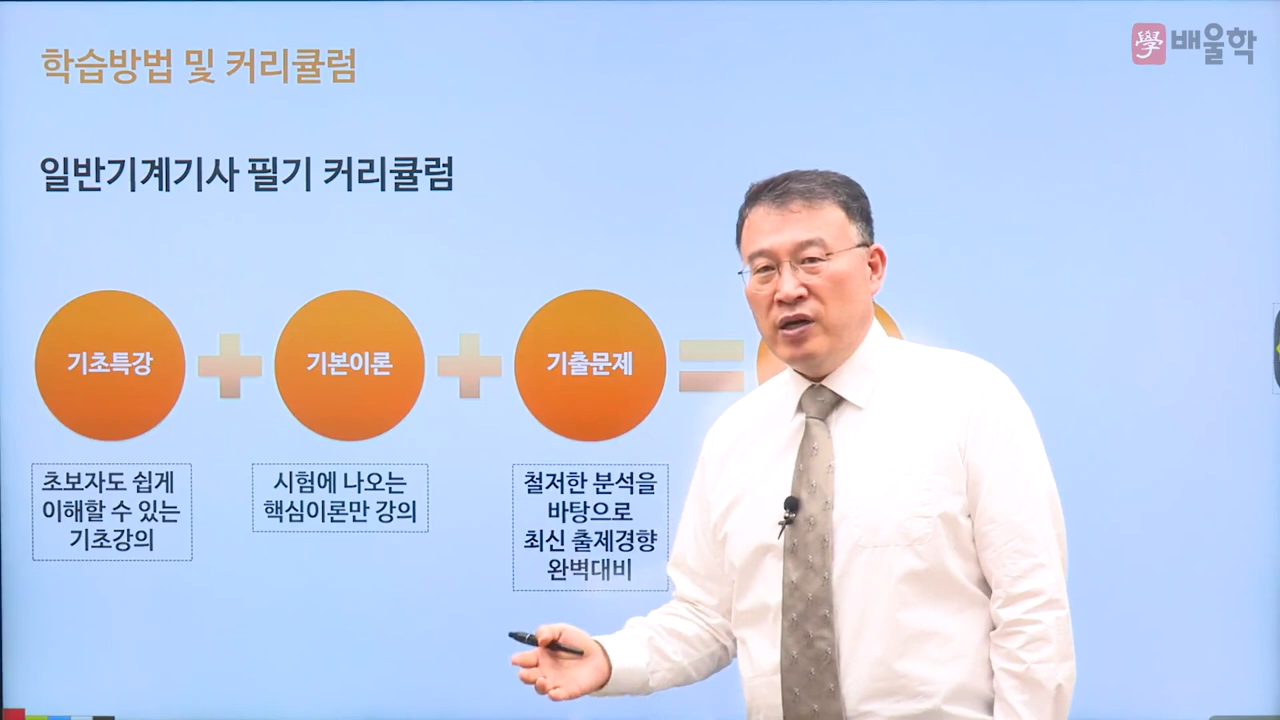 학습방법 및 커리큘럼
學 배울학
일반기계기사 필기 커리큘럼
기초특강
기본이론
기출문제
초보자도 쉽게
이해할 수 있는
기초강의
시험에 나오는
핵심이론만 강의
철저한 분석을
바탕으로
최신 출제경향
완벽대비